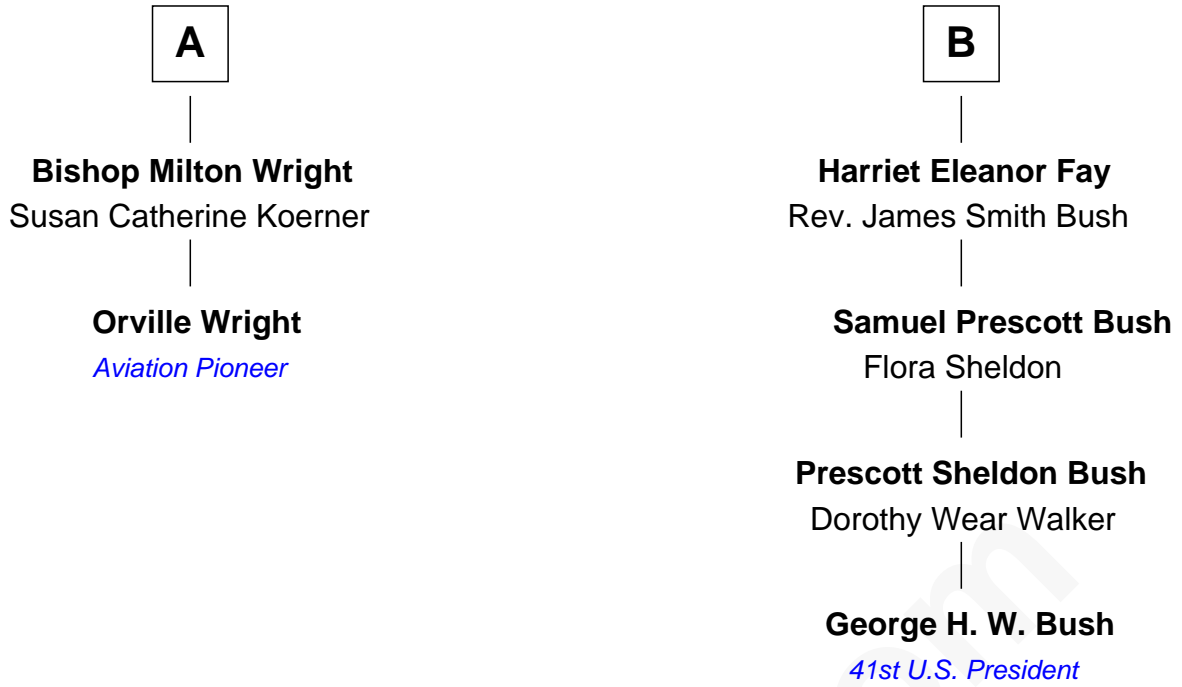 A
B
Bishop Milton Wright
Susan Catherine Koerner
Harriet Eleanor Fay
Rev. James Smith Bush
Orville Wright
Aviation Pioneer
Samuel Prescott Bush
Flora Sheldon
Prescott Sheldon Bush
Dorothy Wear Walker
George H. W. Bush
41st U.S. President